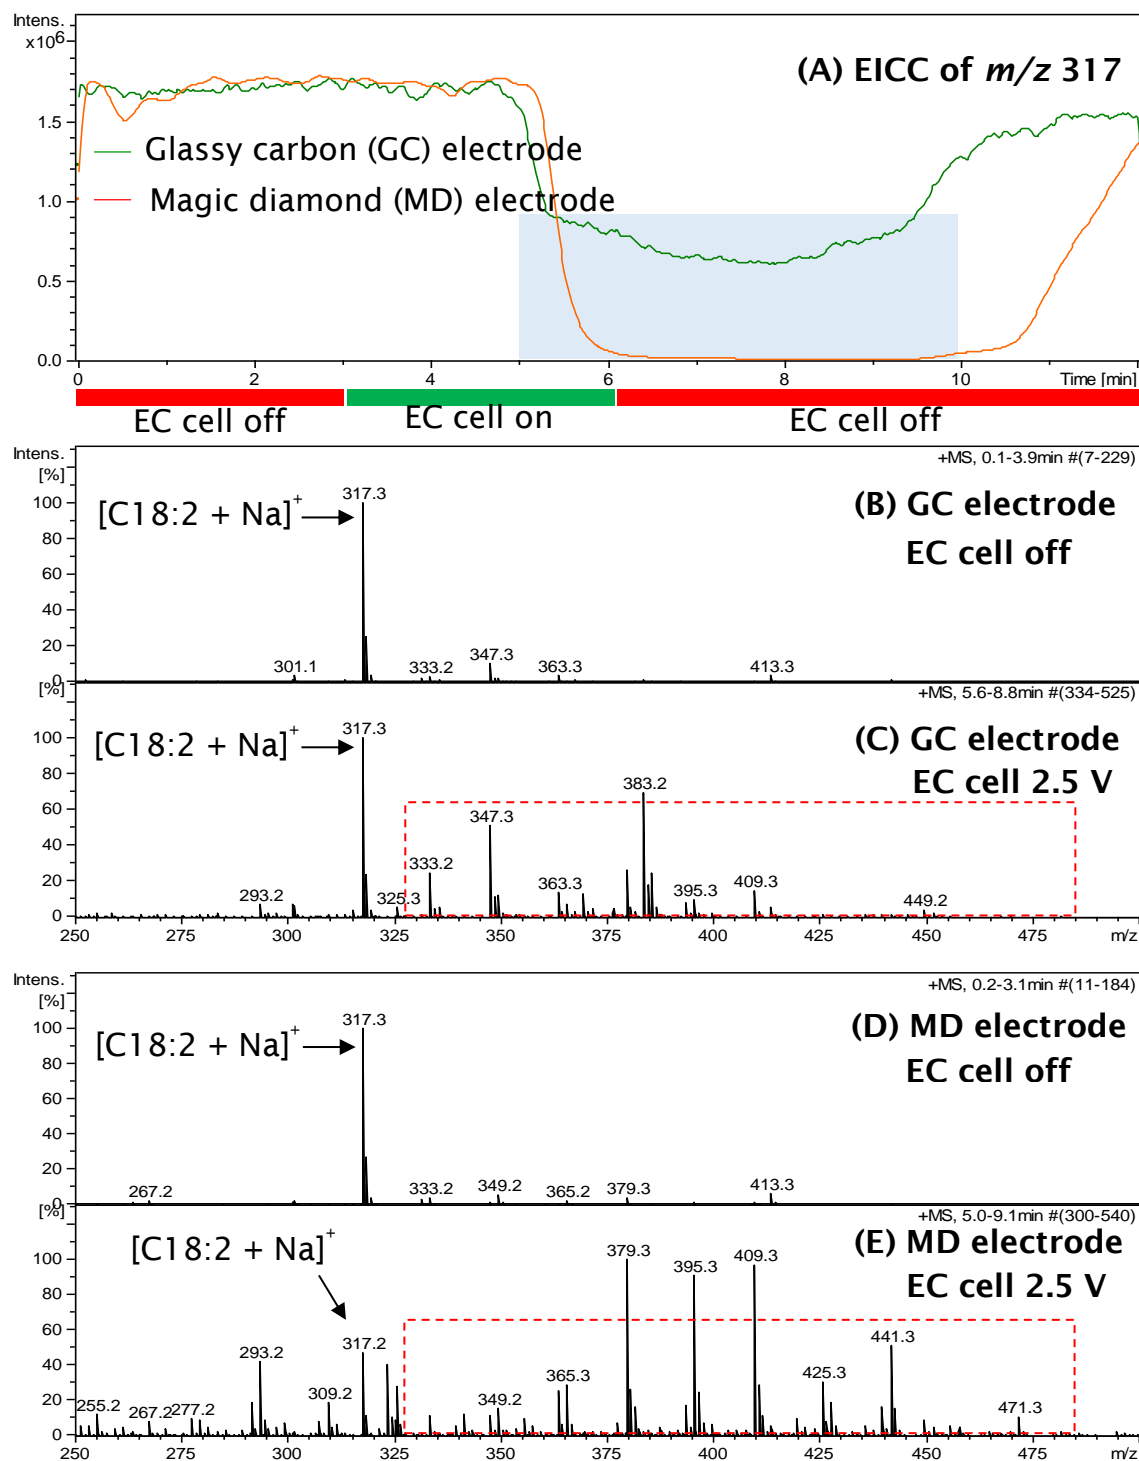 Intens.
x10⁶
(A) EICC of m/z 317
1.5
Glassy carbon (GC) electrode
Magic diamond (MD) electrode
1.0
0.5
0.0
0 2 4 6 8 10 Time [min]
EC cell off EC cell on EC cell off
Intens.
[%]
+MS, 0.1-3.9min #(7-229)
(B) GC electrode
EC cell off
[C18:2 + Na]⁺
317.3
100
80
60
40
20
0
301.1 333.2 347.3 363.3 413.3
[%]
+MS, 5.6-8.8min #(334-525)
(C) GC electrode
EC cell 2.5 V
[C18:2 + Na]⁺
317.3
100
80
60
40
20
0
293.2 325.3 333.2 347.3 363.3 383.2 395.3 409.3 449.2
250 275 300 325 350 375 400 425 450 475 m/z
Intens.
[%]
+MS, 0.2-3.1min #(11-184)
(D) MD electrode
EC cell off
[C18:2 + Na]⁺
317.3
100
80
60
40
20
0
267.2 333.2 349.2 365.2 379.3 413.3
[%]
+MS, 5.0-9.1min #(300-540)
(E) MD electrode
EC cell 2.5 V
[C18:2 + Na]⁺
100
80
60
40
20
0
255.2 267.2 277.2 293.2 309.2 317.2 349.2 365.3 379.3 395.3 409.3 425.3 441.3 471.3
250 275 300 325 350 375 400 425 450 475 m/z